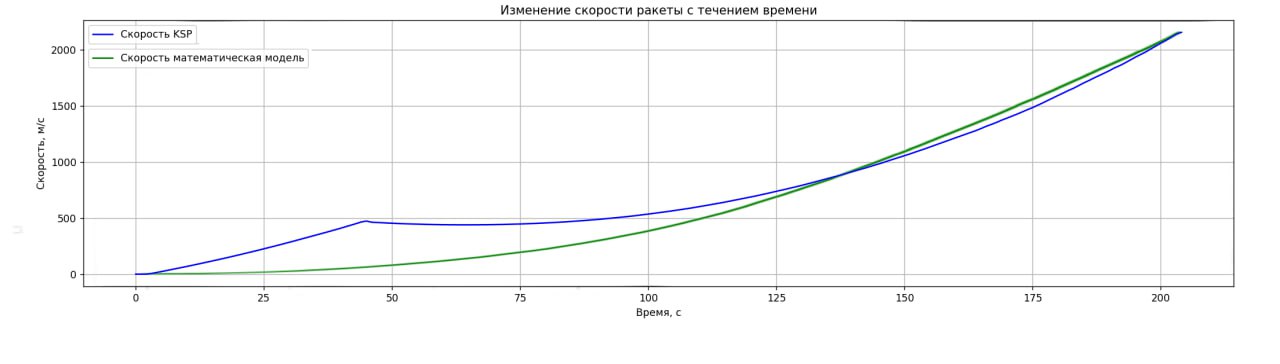 Изменение скорости ракеты с течением времени
Скорость KSP
Скорость математическая модель
Скорость, м/с
2000
1500
1000
500
0
0 25 50 75 100 125 150 175 200
Время, с